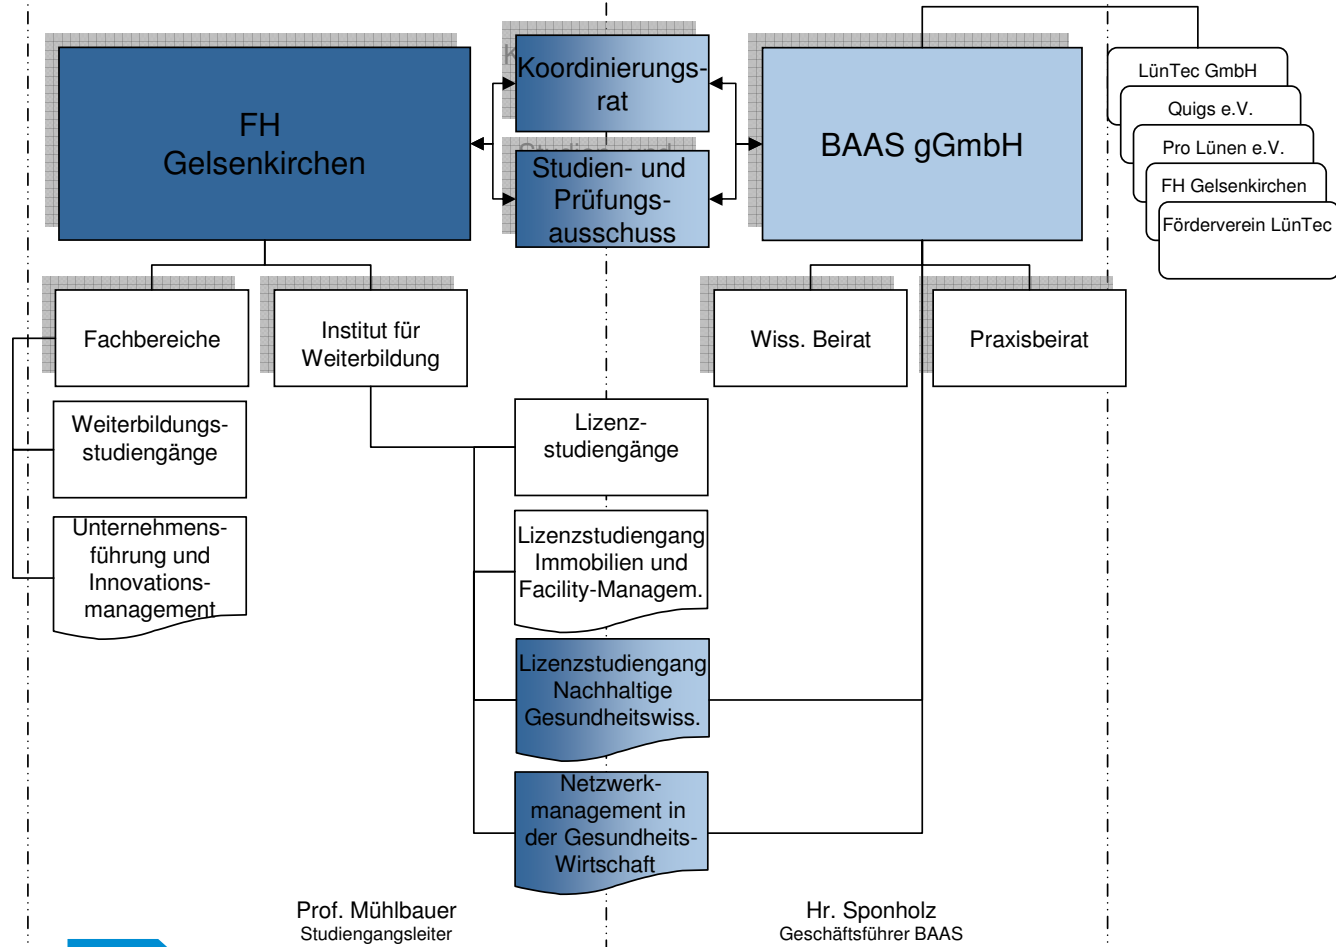 FH
Gelsenkirchen
Koordinierungs-
rat
Studien- und
Prüfungs-
ausschuss
BAAS gGmbH
LünTec GmbH
Quigs e.V.
Pro Lünen e.V.
FH Gelsenkirchen
Förderverein LünTec
Fachbereiche
Institut für
Weiterbildung
Wiss. Beirat
Praxisbeirat
Weiterbildungs-
studiengänge
Unternehmens-
führung und
Innovations-
management
Lizenz-
studiengänge
Lizenzstudiengang
Immobilien und
Facility-Managem.
Lizenzstudiengang
Nachhaltige
Gesundheitswiss.
Netzwerk-
management in
der Gesundheits-
Wirtschaft
Prof. Mühlbauer
Studiengangsleiter
Hr. Sponholz
Geschäftsführer BAAS